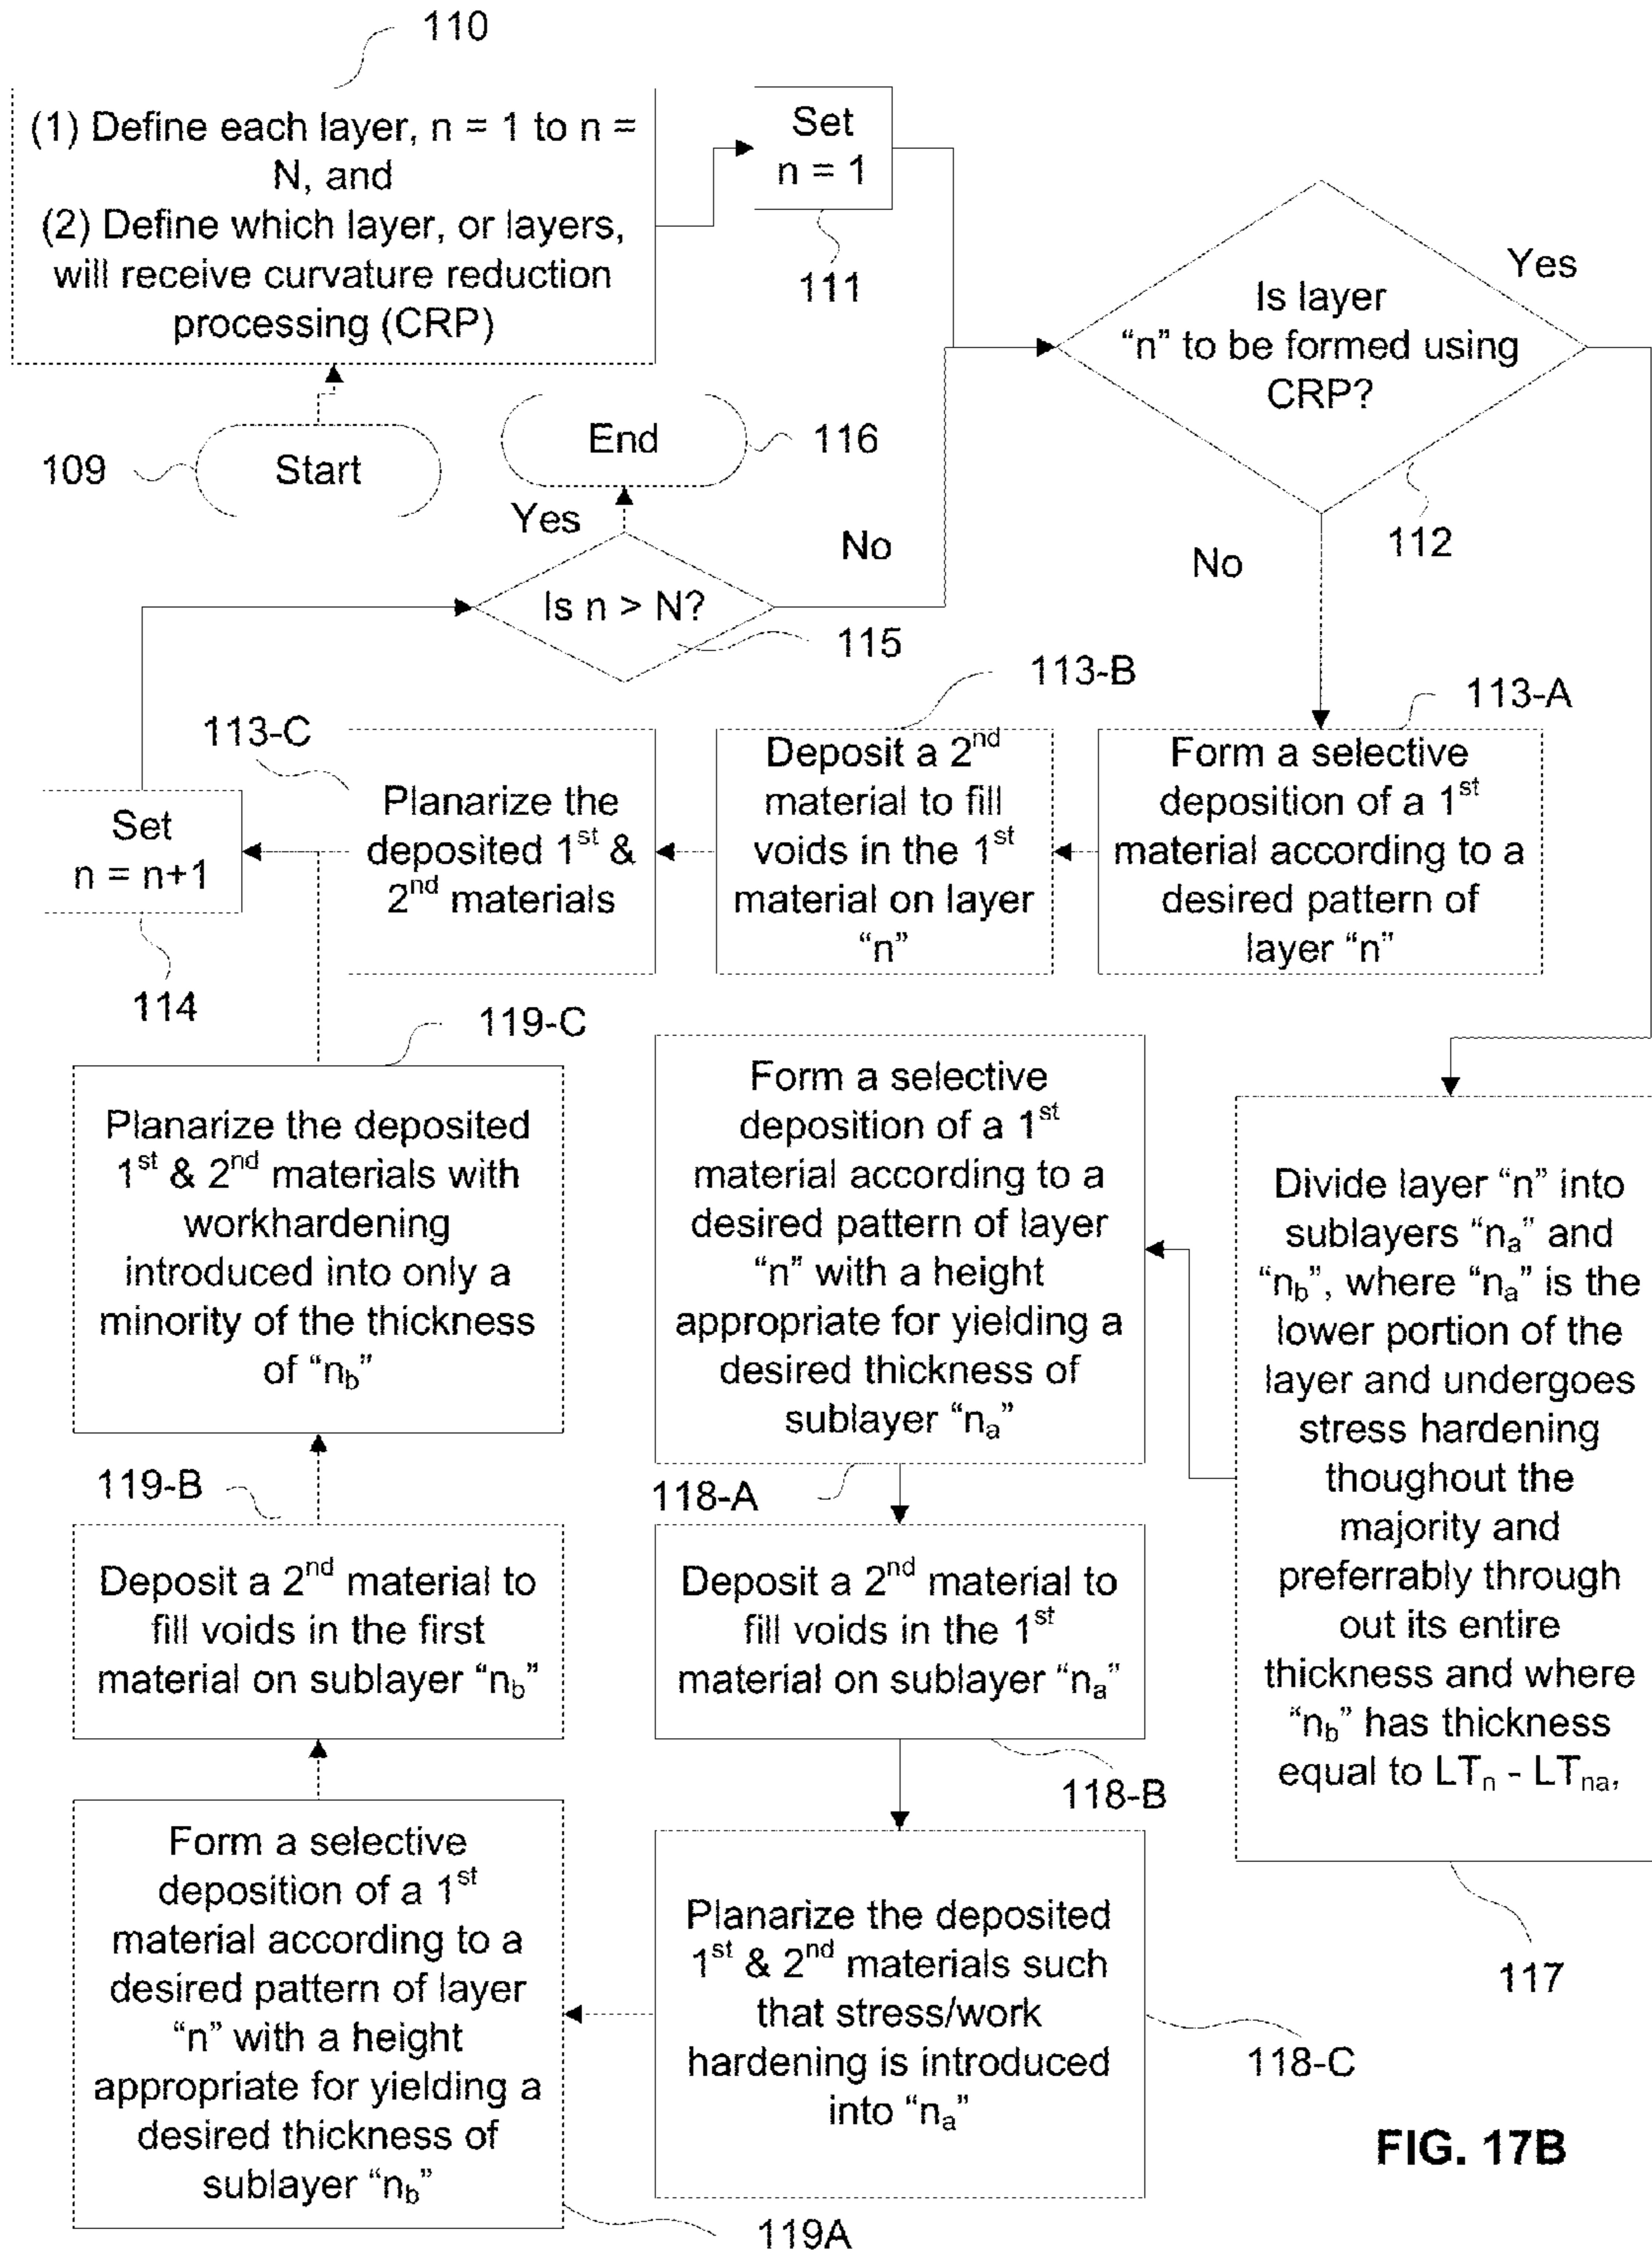 110
(1) Define each layer, n = 1 to n =
N, and
(2) Define which layer, or layers,
will receive curvature reduction
processing (CRP)
Set
n = 1
111
Is layer
“n” to be formed using
CRP?
Yes
112
No
109
Start
End
116
Yes
No
Is n > N?
115
113-A
Form a selective
deposition of a 1st
material according to a
desired pattern of
layer “n”
113-B
Deposit a 2nd
material to fill
voids in the 1st
material on layer
“n”
113-C
Planarize the
deposited 1st &
2nd materials
Set
n = n+1
114
Divide layer “n” into
sublayers “na” and
“nb”, where “na” is the
lower portion of the
layer and undergoes
stress hardening
thoughout the
majority and
preferrably through
out its entire
thickness and where
“nb” has thickness
equal to LTn - LTna,
117
Form a selective
deposition of a 1st
material according to a
desired pattern of layer
“n” with a height
appropriate for yielding a
desired thickness of
sublayer “na”
118-A
Deposit a 2nd material to
fill voids in the 1st
material on sublayer “na”
118-B
Planarize the deposited
1st & 2nd materials such
that stress/work
hardening is introduced
into “na”
118-C
Form a selective
deposition of a 1st
material according to a
desired pattern of layer
“n” with a height
appropriate for yielding a
desired thickness of
sublayer “nb”
119A
Deposit a 2nd material to
fill voids in the first
material on sublayer “nb”
119-B
Planarize the deposited
1st & 2nd materials with
workhardening
introduced into only a
minority of the thickness
of “nb”
119-C
FIG. 17B